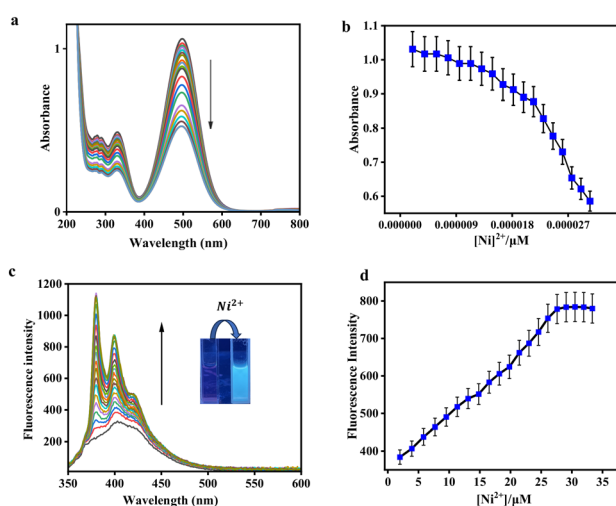 a
1
0
Absorbance
200 300 400 500 600 700 800
Wavelength (nm)
b
1.1
1.0
0.9
0.8
0.7
0.6
Absorbance
0.000000 0.000009 0.000018 0.000027
[Ni]²⁺/μM
c
1400
1200
1000
800
600
400
200
Fluorescence intensity
Ni²⁺
350 400 450 500 550 600
Wavelength (nm)
d
800
700
600
500
400
Fluorescence Intensity
0 5 10 15 20 25 30 35
[Ni²⁺]/μM